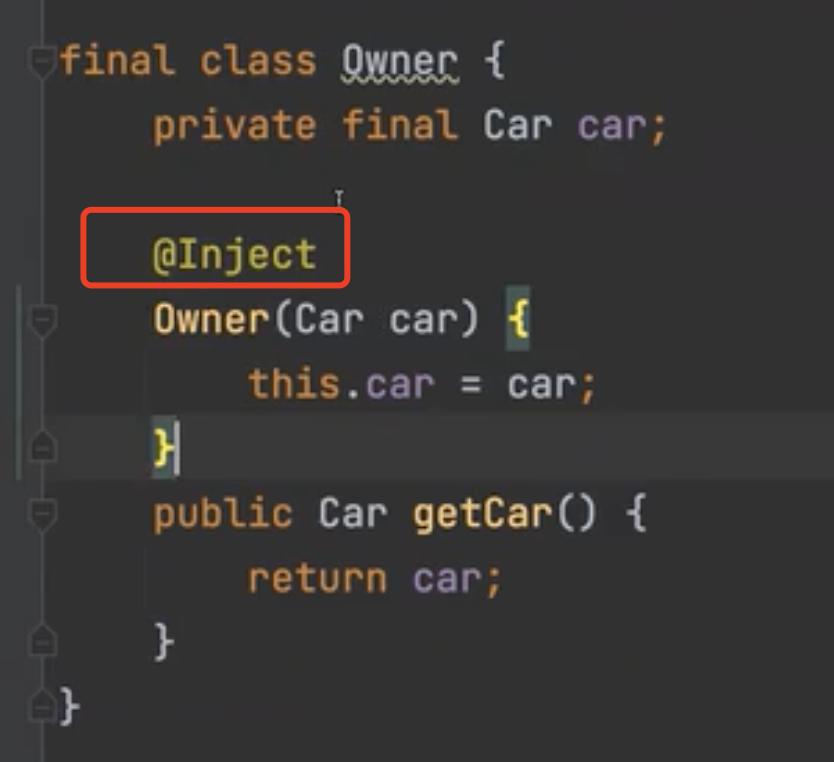 final class Owner {
    private final Car car;
    @Inject
    Owner(Car car) {
        this.car = car;
    }
    public Car getCar() {
        return car;
    }
}